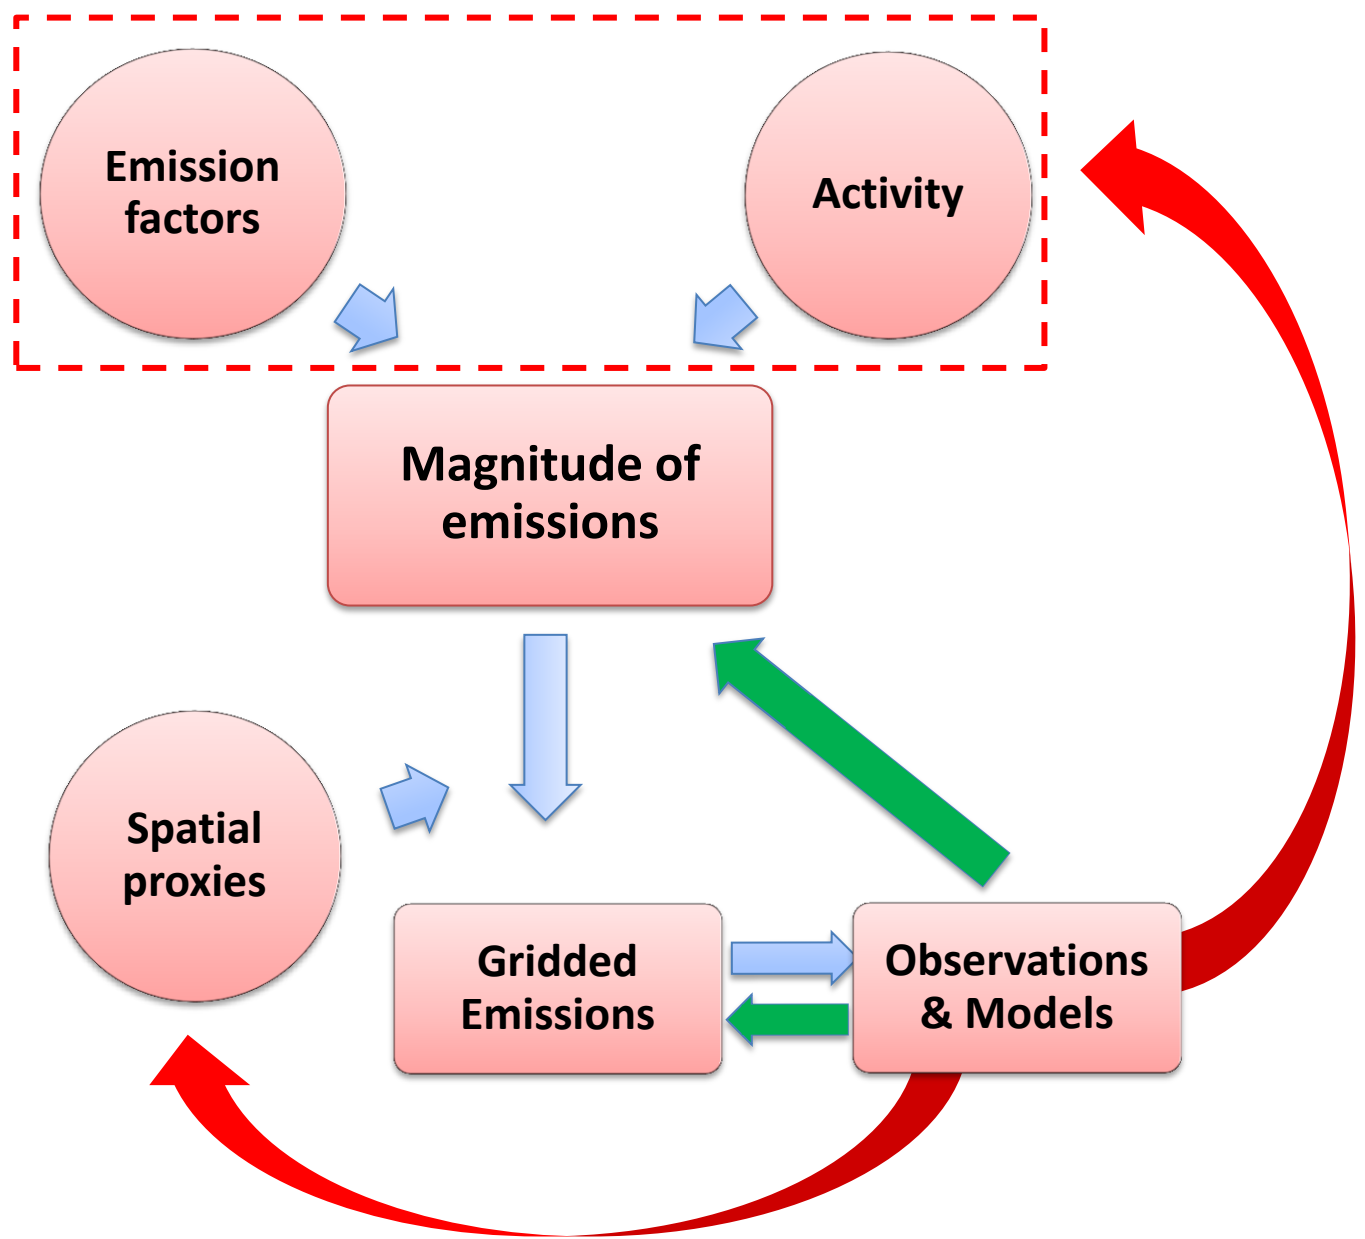 Emission
factors
Activity
Magnitude of
emissions
Spatial
proxies
Gridded
Emissions
Observations
& Models